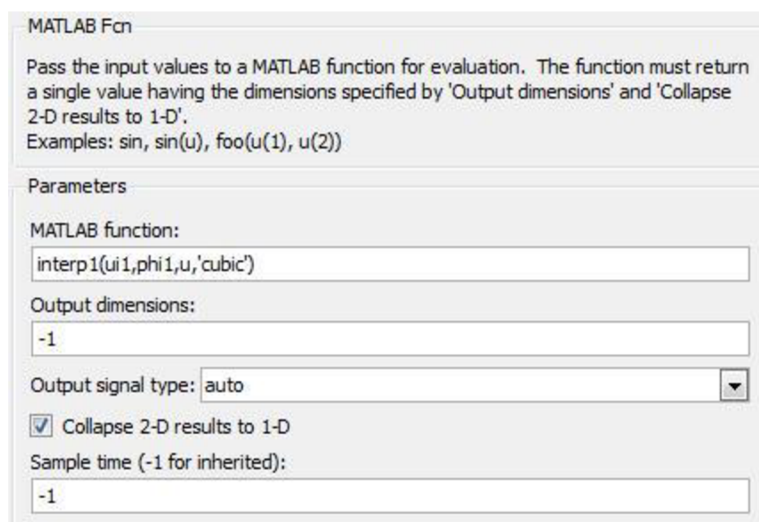 MATLAB Fcn
Pass the input values to a MATLAB function for evaluation. The function must return
a single value having the dimensions specified by 'Output dimensions' and 'Collapse
2-D results to 1-D'.
Examples: sin, sin(u), foo(u(1), u(2))
Parameters
MATLAB function:
interp1(ui1,phi1,u,'cubic')
Output dimensions:
-1
Output signal type: auto
Collapse 2-D results to 1-D
Sample time (-1 for inherited):
-1